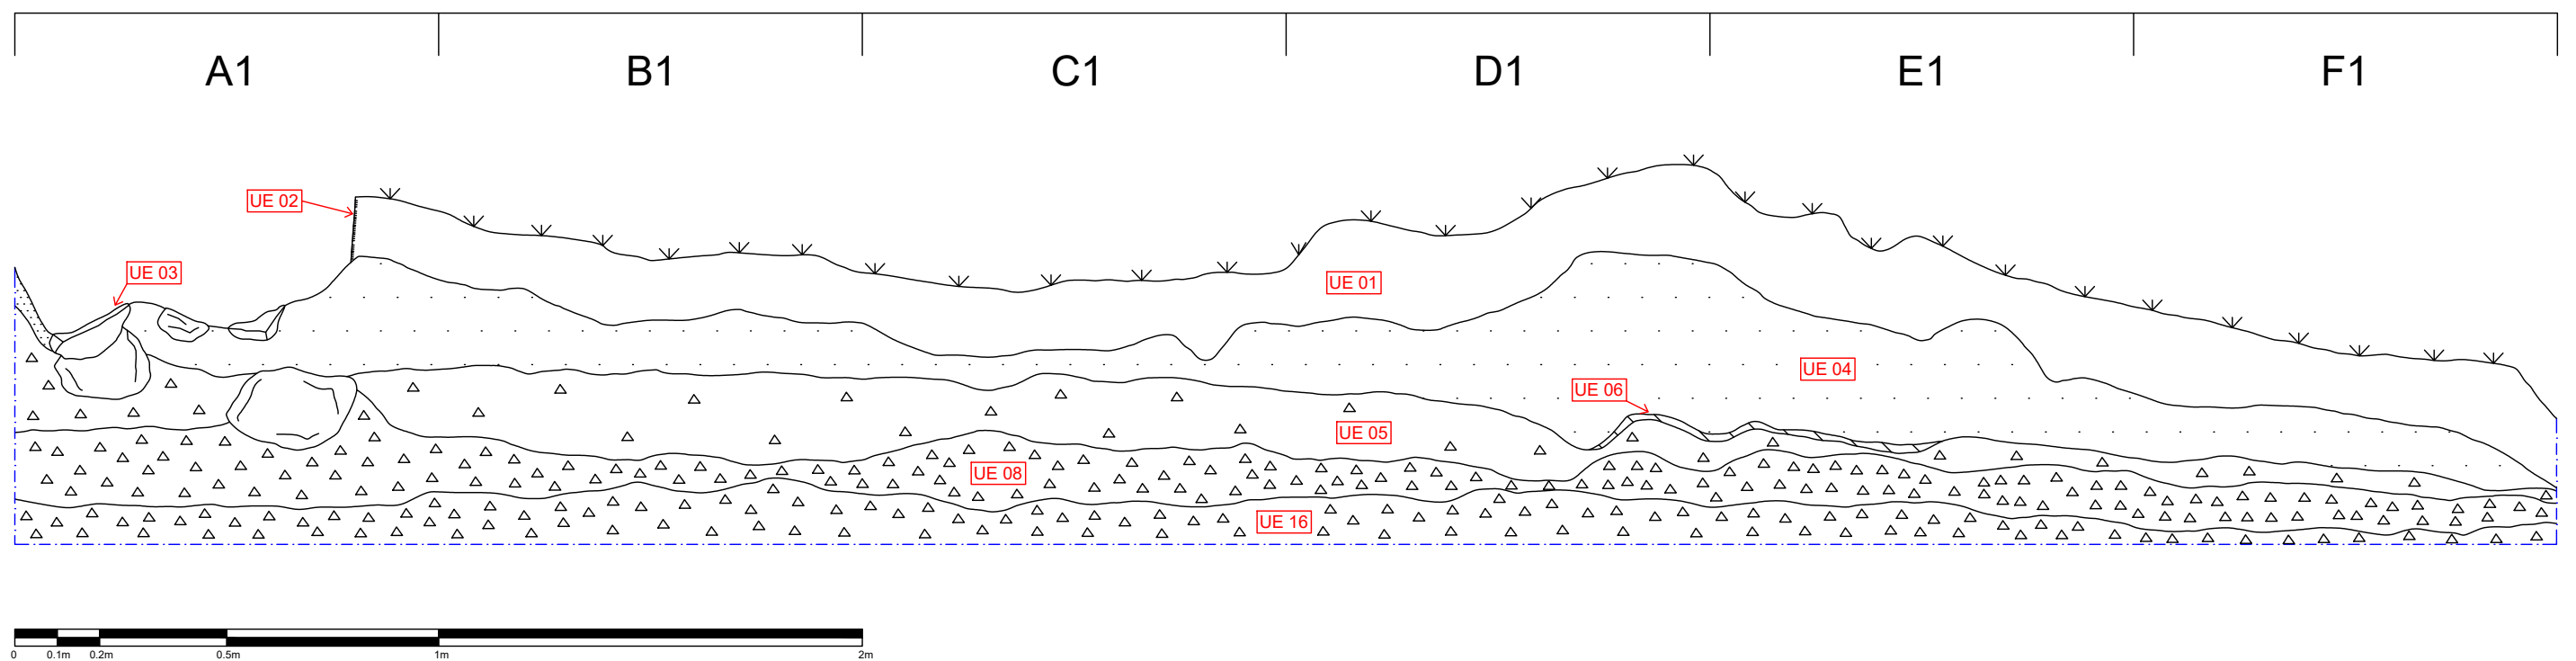 A1 B1 C1 D1 E1 F1
UE 02
UE 03
UE 01
UE 04
UE 06
UE 05
UE 08
UE 16
0 0.1m 0.2m 0.5m 1m 2m